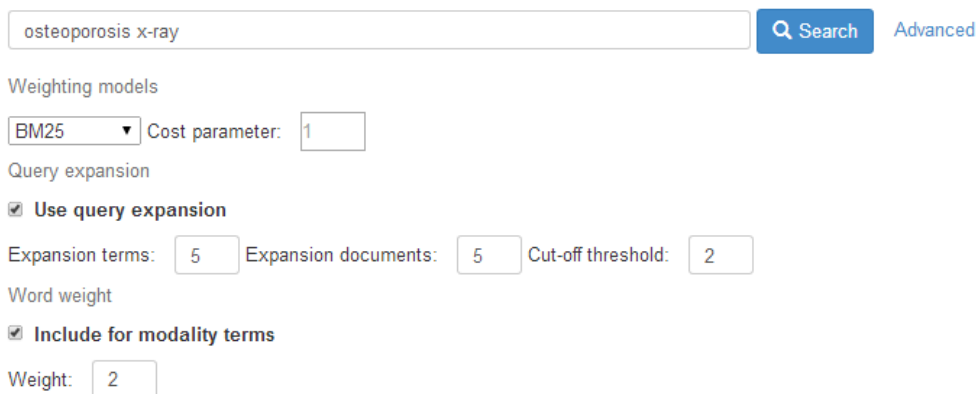 osteoporosis x-ray Search Advanced
Weighting models
BM25 Cost parameter: 1
Query expansion
Use query expansion
Expansion terms: 5 Expansion documents: 5 Cut-off threshold: 2
Word weight
Include for modality terms
Weight: 2